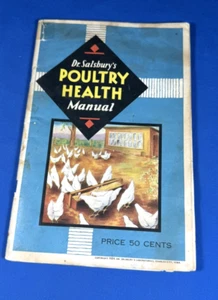 Dr. Salsbury's
POULTRY
HEALTH
Manual
PRICE 50 CENTS